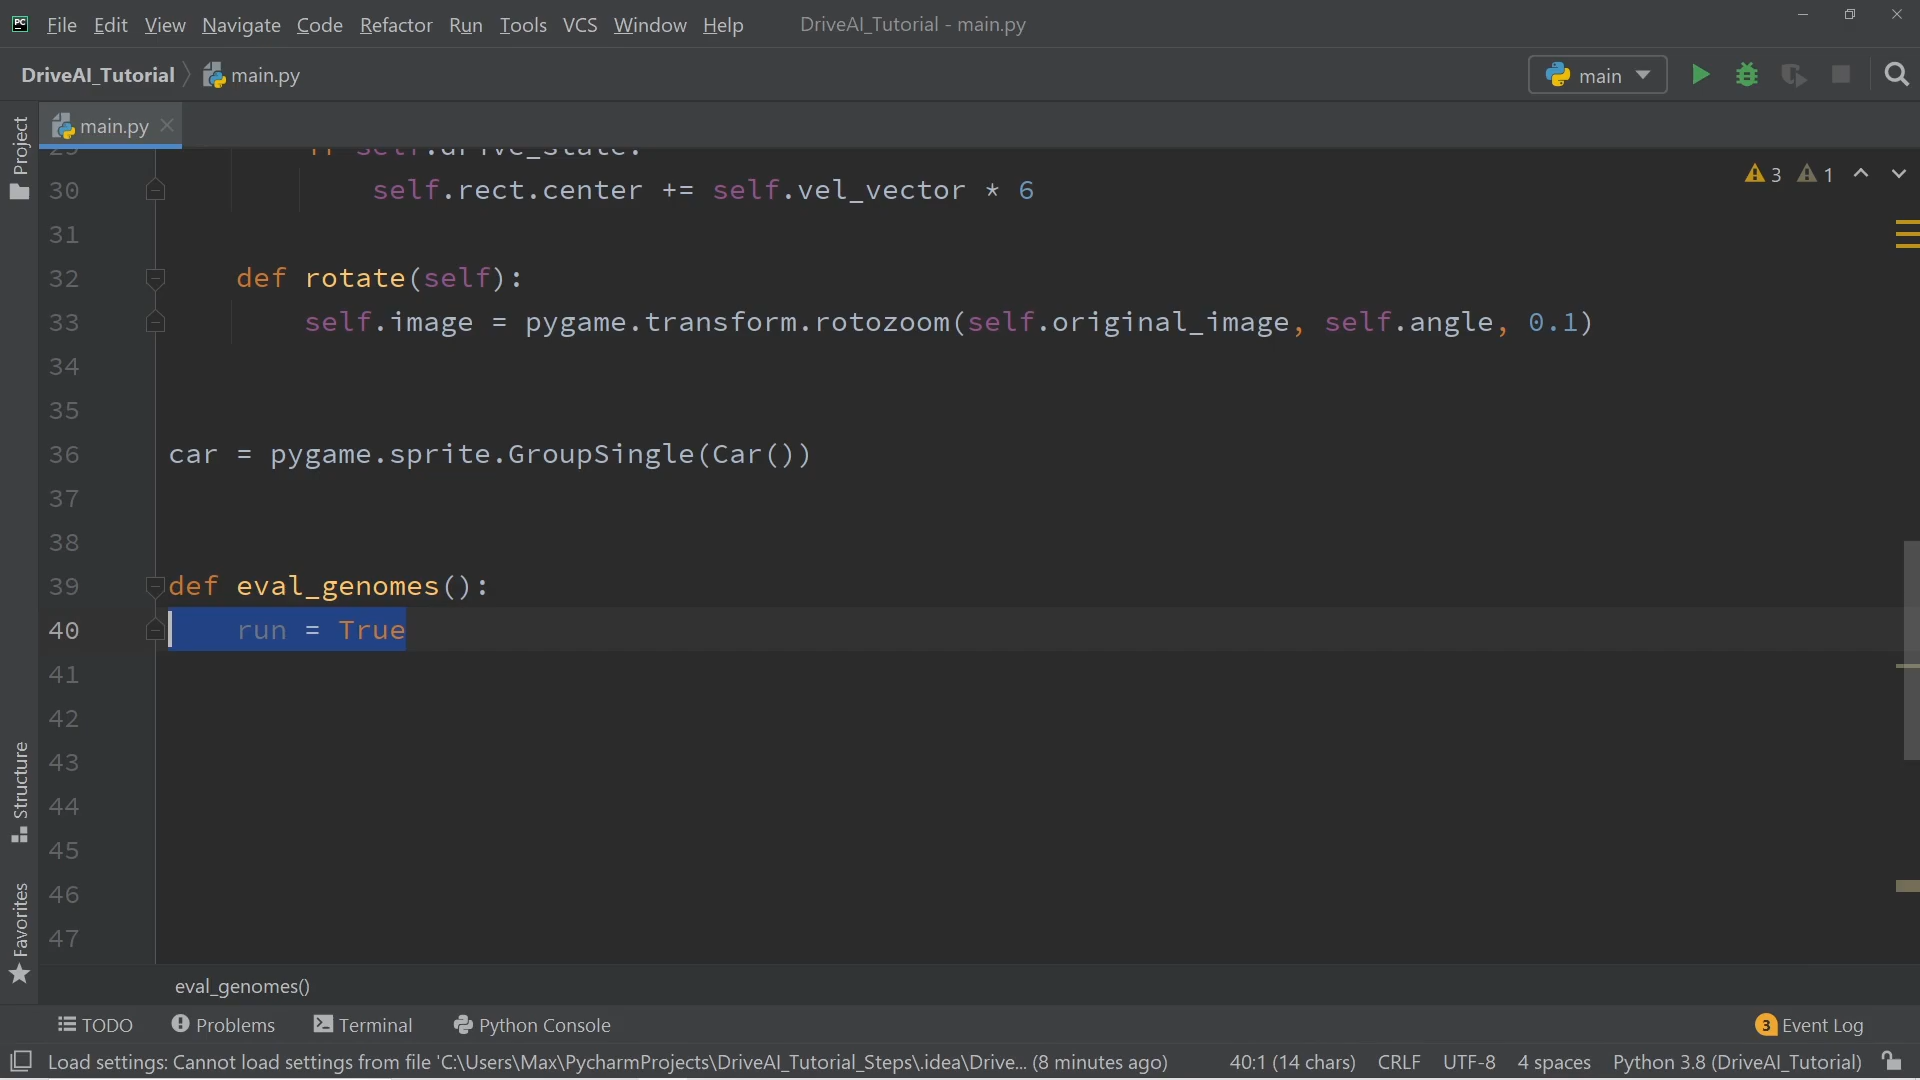 PC File Edit View Navigate Code Refactor Run Tools VCS Window Help DriveAI_Tutorial - main.py
DriveAI_Tutorial main.py main
Project
main.py
29 if self.drive_state:
30 self.rect.center += self.vel_vector * 6
3 1
31
32 def rotate(self):
33 self.image = pygame.transform.rotozoom(self.original_image, self.angle, 0.1)
34
35
36 car = pygame.sprite.GroupSingle(Car())
37
38
39 def eval_genomes():
40 run = True
41
42
43
44
45
46
47
Structure
Favorites
eval_genomes()
TODO Problems Terminal Python Console 3 Event Log
Load settings: Cannot load settings from file 'C:\Users\Max\PycharmProjects\DriveAI_Tutorial_Steps\.idea\Drive... (8 minutes ago) 40:1 (14 chars) CRLF UTF-8 4 spaces Python 3.8 (DriveAI_Tutorial)